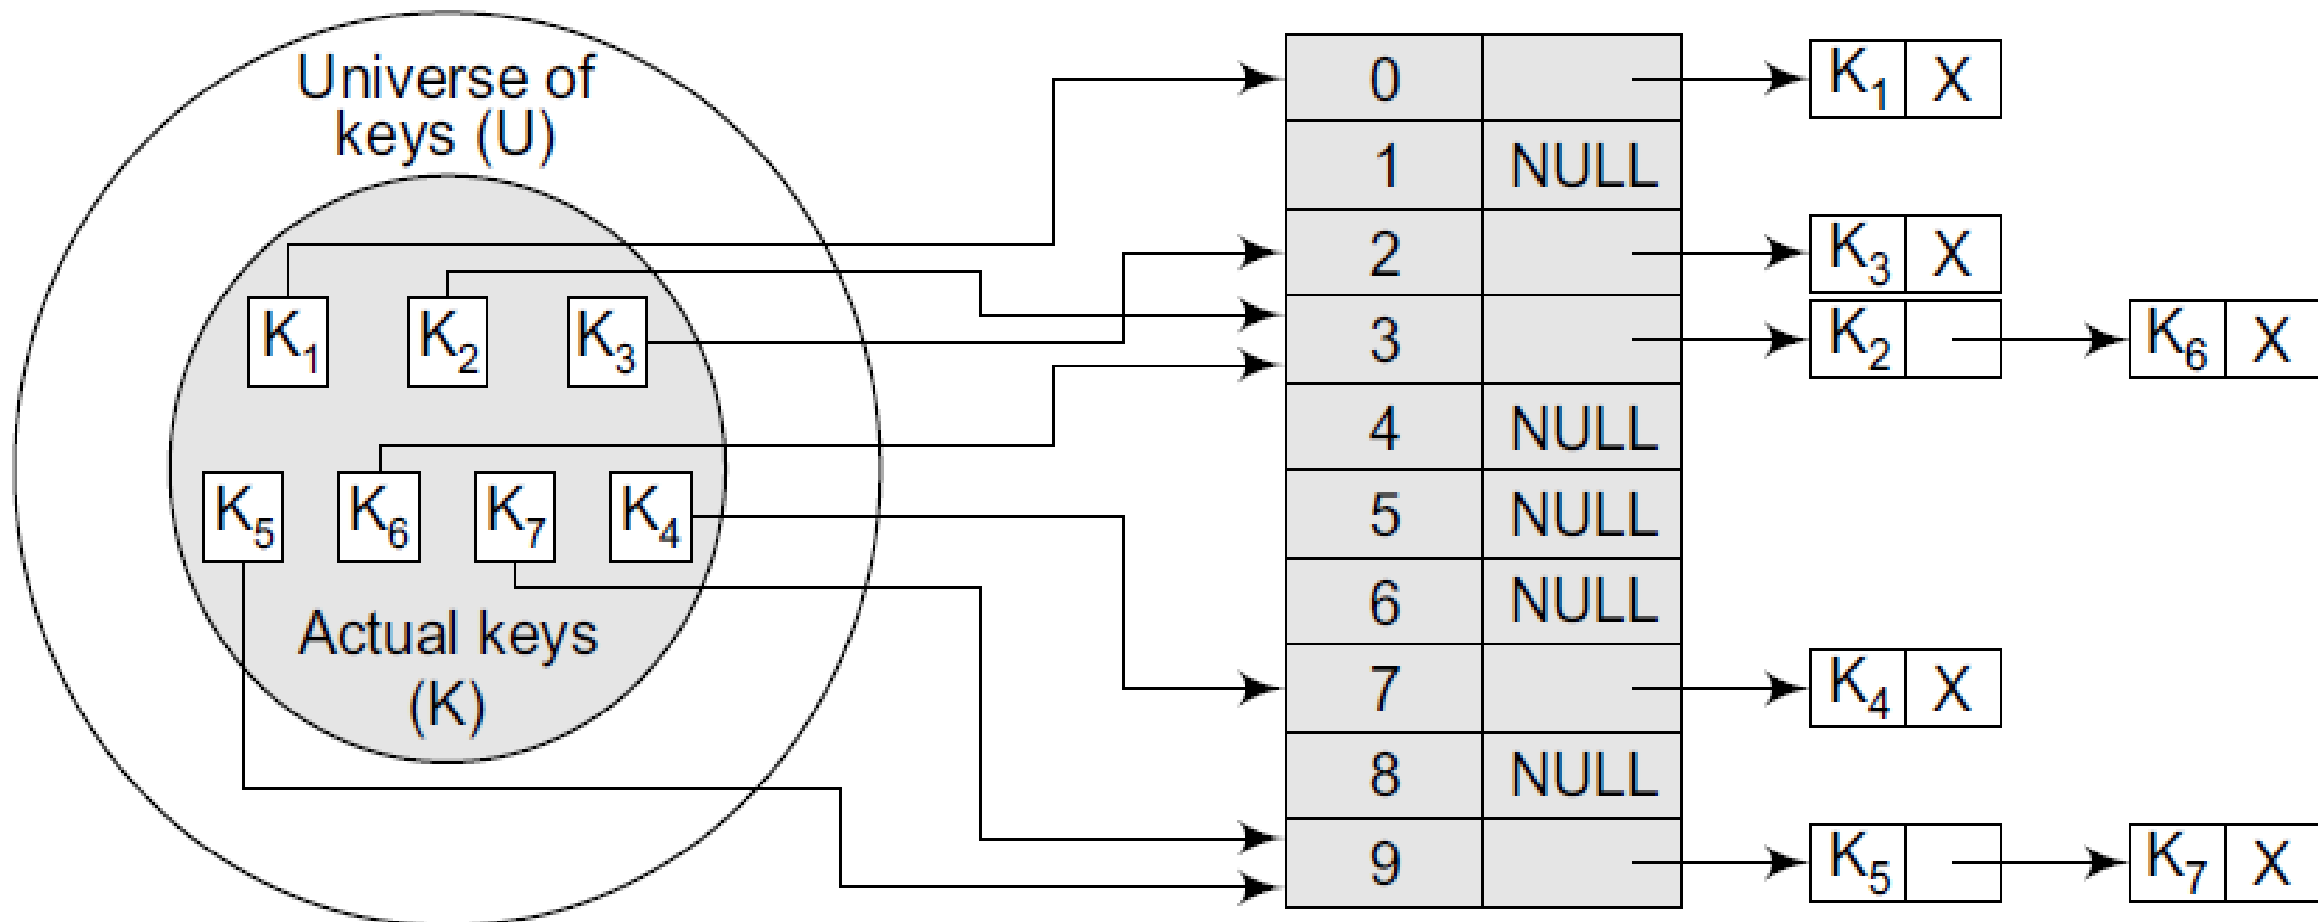 Universe of
keys (U)
K₁ K₂ K₃
K₅ K₆ K₇ K₄
Actual keys
(K)
0 K₁ X
1 NULL
2 K₃ X
3 K₂ K₆ X
4 NULL
5 NULL
6 NULL
7 K₄ X
8 NULL
9 K₅ K₇ X